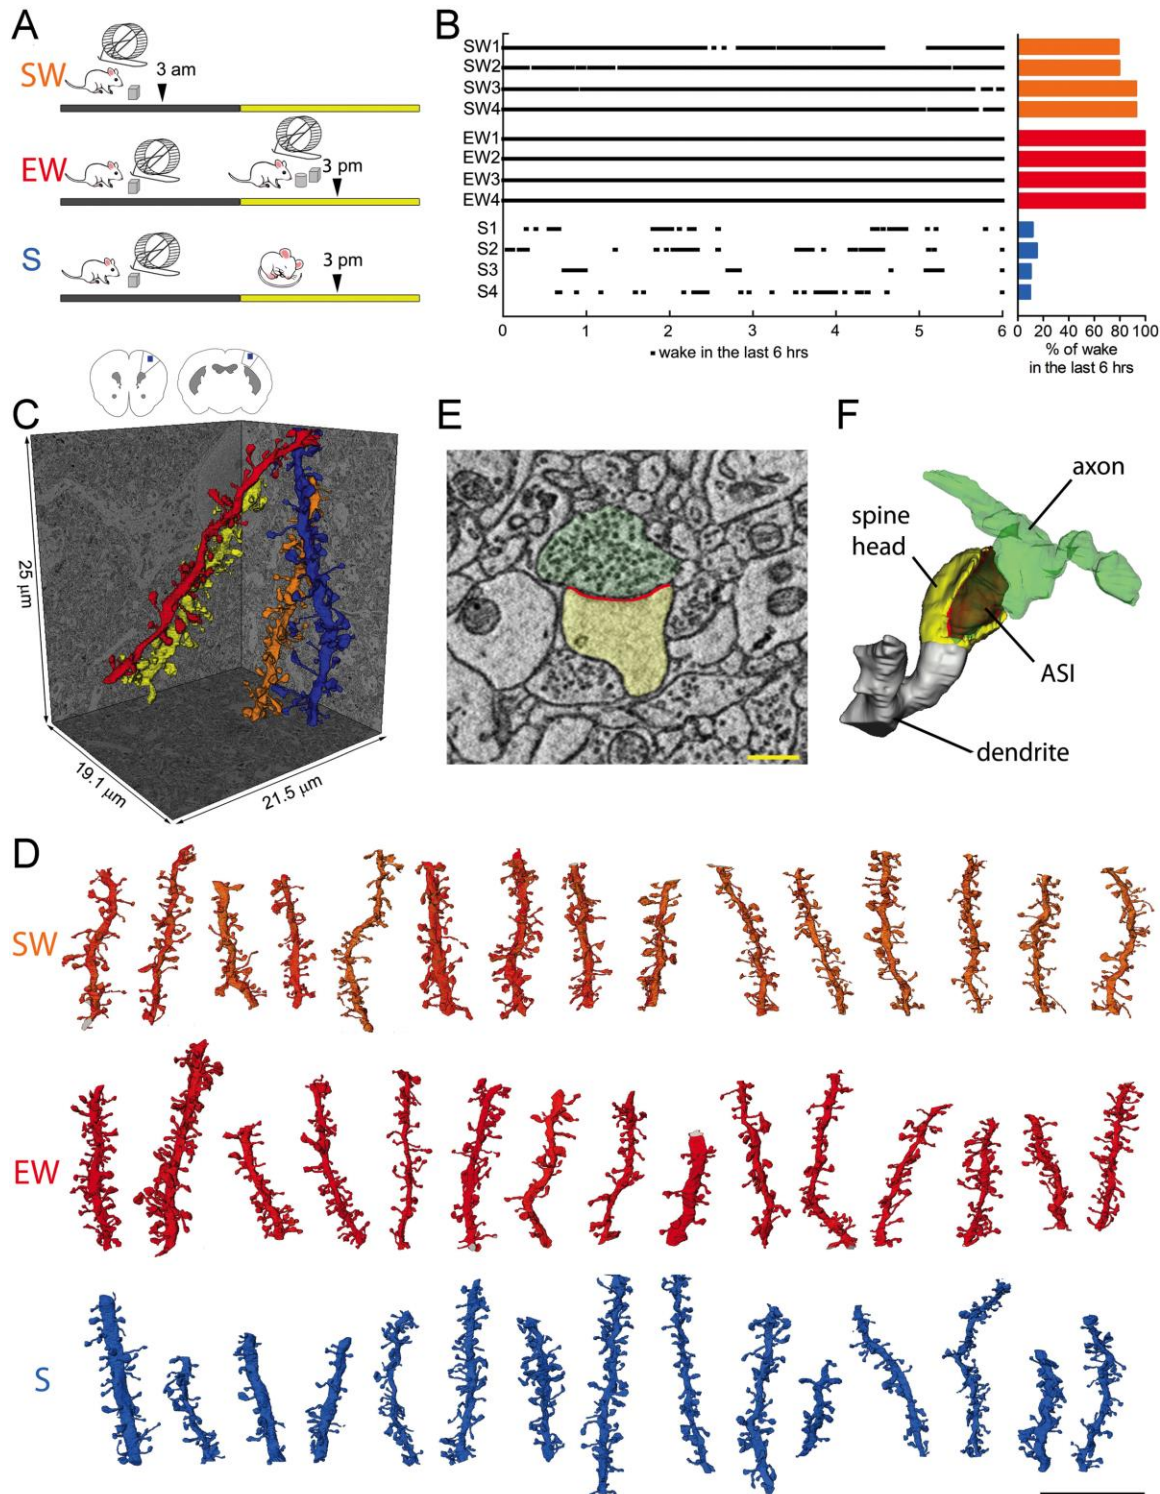 A
SW
3 am
EW
3 pm
S
3 pm
B
SW1
SW2
SW3
SW4
EW1
EW2
EW3
EW4
S1
S2
S3
S4
0 1 2 3 4 5 6
wake in the last 6 hrs
0 20 40 60 80 100
% of wake
in the last 6 hrs
C
25 μm
19.1 μm
21.5 μm
E
F
axon
spine
head
ASI
dendrite
D
SW
EW
S